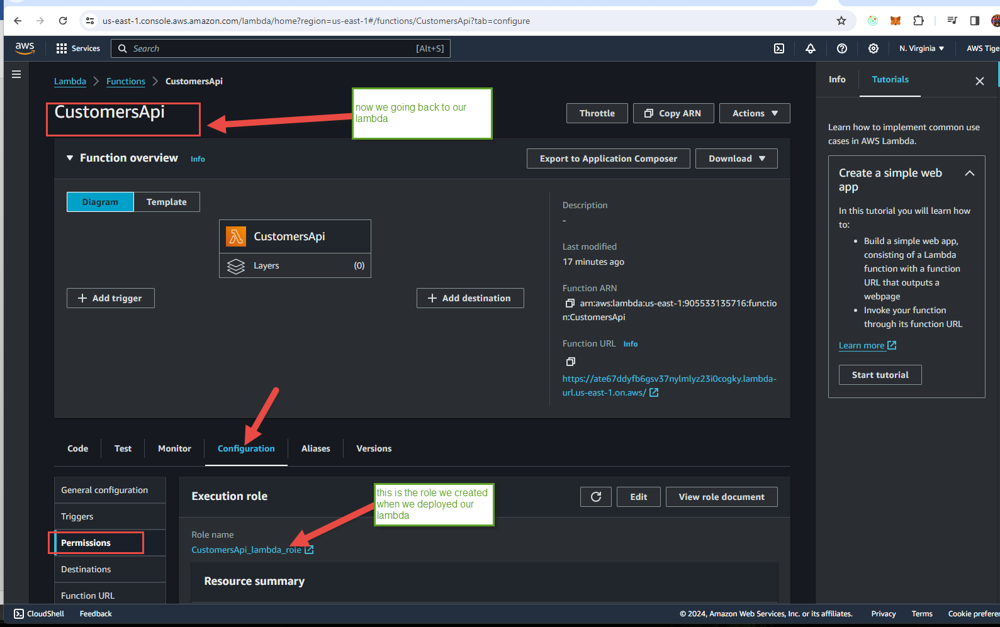 us-east-1.console.aws.amazon.com/lambda/home?region=us-east-1#/functions/CustomersApi?tab=configure
aws
Services
Search
[Alt+S]
N. Virginia
AWS Tige
Lambda
Functions
CustomersApi
CustomersApi
now we going back to our
lambda
Throttle
Copy ARN
Actions
Function overview
Info
Export to Application Composer
Download
Diagram
Template
CustomersApi
Layers
(0)
Add trigger
Add destination
Description
-
Last modified
17 minutes ago
Function ARN
arn:aws:lambda:us-east-1:905533135716:functio
n:CustomersApi
Function URL
Info
https://ate67ddyfb6gsv37nylmlyz23i0cogky.lambda-
url.us-east-1.on.aws/
Code
Test
Monitor
Configuration
Aliases
Versions
General configuration
Triggers
Permissions
Destinations
Function URL
Execution role
this is the role we created
when we deployed our
lambda
Edit
View role document
Role name
CustomersApi_lambda_role
Resource summary
Info
Tutorials
Learn how to implement common use
cases in AWS Lambda.
Create a simple web
app
In this tutorial you will learn how
to:
• Build a simple web app,
consisting of a Lambda
function with a function
URL that outputs a
webpage
• Invoke your function
through its function URL
Learn more
Start tutorial
CloudShell
Feedback
© 2024, Amazon Web Services, Inc. or its affiliates.
Privacy
Terms
Cookie preferen